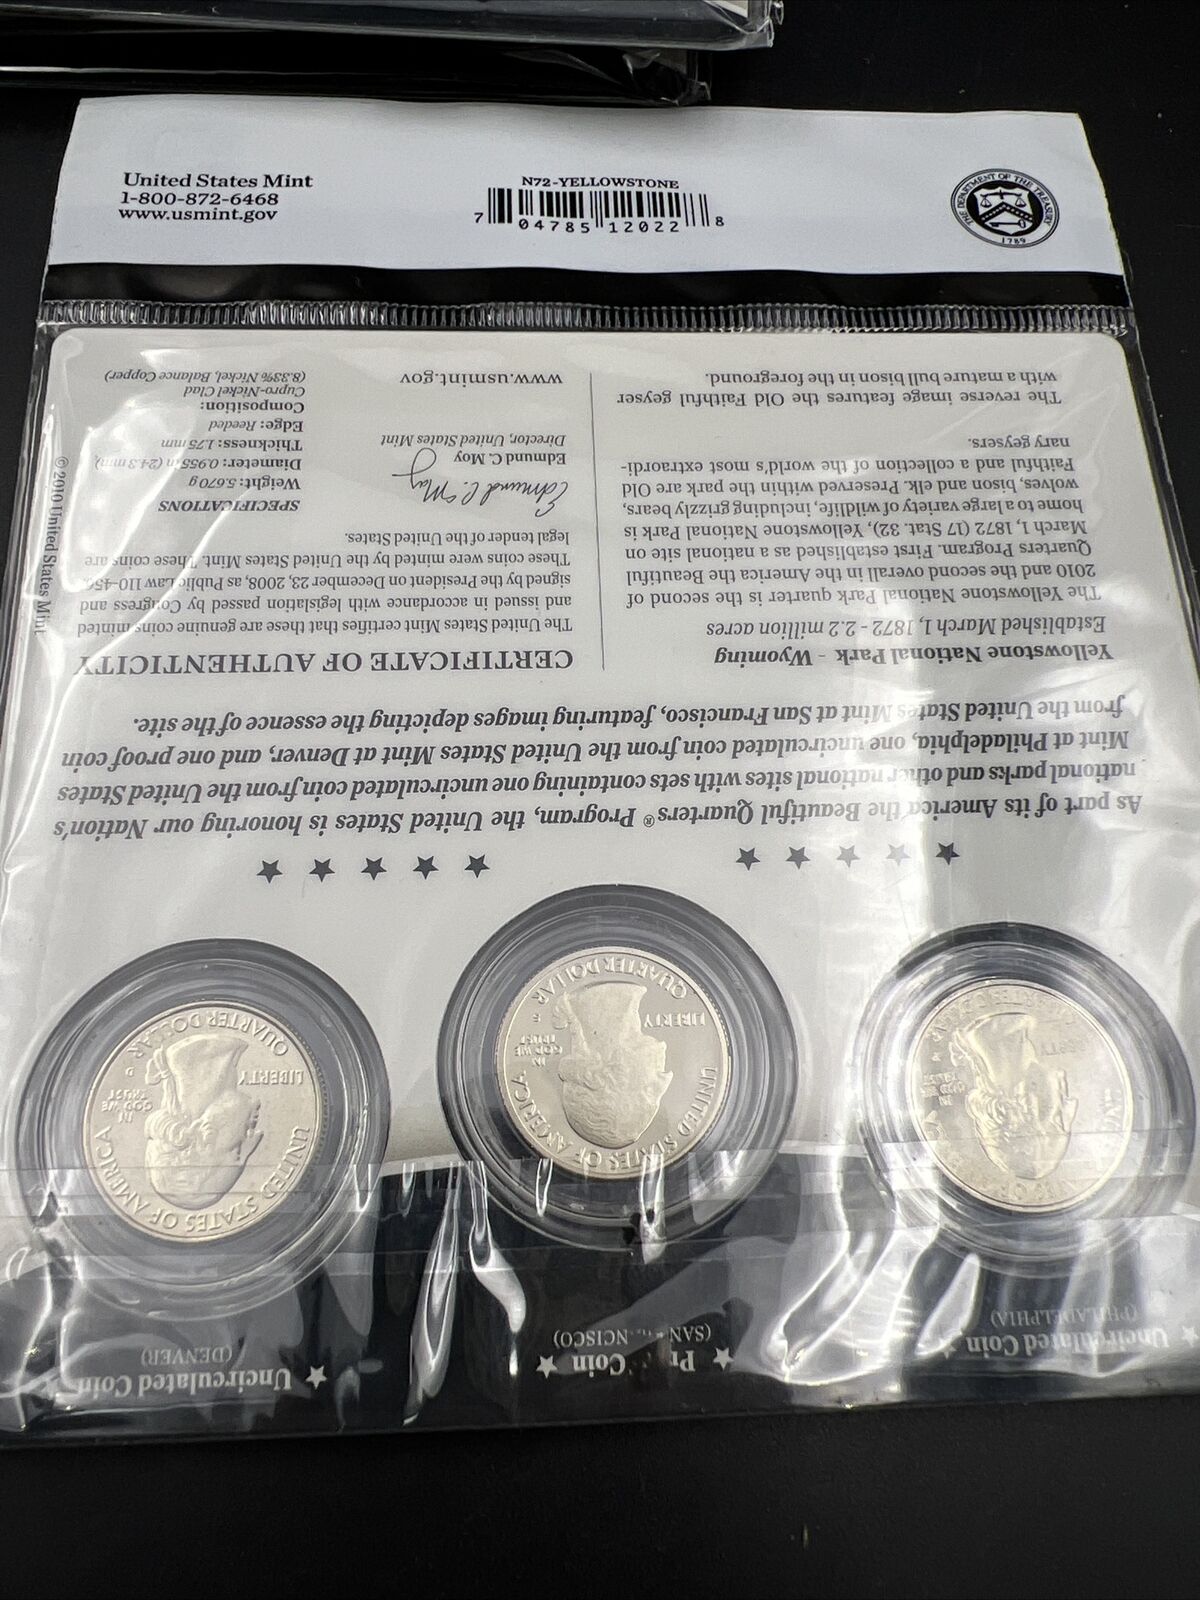 United States Mint
1-800-872-6468
www.usmint.gov
N72-YELLOWSTONE
7 04785 12022 8
THE DEPARTMENT OF THE TREASURY
1789
Uncirculated Coin
(PHILADELPHIA)
Coin
(SAN NCISCO)
Uncirculated Coin
(DENVER)
LIBERTY
IN
GOD WE
TRUST
P
UNITED STATES OF AMERICA
LIBERTY
IN
GOD WE
TRUST
S
QUARTER DOLLAR
UNITED STATES OF AMERICA
LIBERTY
IN
GOD WE
TRUST
D
QUARTER DOLLAR
As part of its America the Beautiful Quarters® Program, the United States is honoring our Nation's
national parks and other national sites with sets containing one uncirculated coin from the United States
Mint at Philadelphia, one uncirculated coin from the United States Mint at Denver, and one proof coin
from the United States Mint at San Francisco, featuring images depicting the essence of the site.
Yellowstone National Park - Wyoming
Established March 1, 1872 - 2.2 million acres
The Yellowstone National Park quarter is the second of
2010 and the second overall in the America the Beautiful
Quarters Program. First established as a national site on
March 1, 1872 (17 Stat. 32), Yellowstone National Park is
home to a large variety of wildlife, including grizzly bears,
wolves, bison and elk. Preserved within the park are Old
Faithful and a collection of the world's most extraordi-
nary geysers.
The reverse image features the Old Faithful geyser
with a mature bull bison in the foreground.
CERTIFICATE OF AUTHENTICITY
The United States Mint certifies that these are genuine coins minted
and issued in accordance with legislation passed by Congress and
signed by the President on December 23, 2008, as Public Law 110-456.
These coins were minted by the United States Mint. These coins are
legal tender of the United States.
Edmund C. Moy
Edmund C. Moy
Director, United States Mint
www.usmint.gov
SPECIFICATIONS
Weight: 5.670 g
Diameter: 0.955 in (24.3 mm)
Thickness: 1.75 mm
Edge: Reeded
Composition:
Cupro-Nickel Clad
(8.33% Nickel, Balance Copper)
© 2010 United States Mint